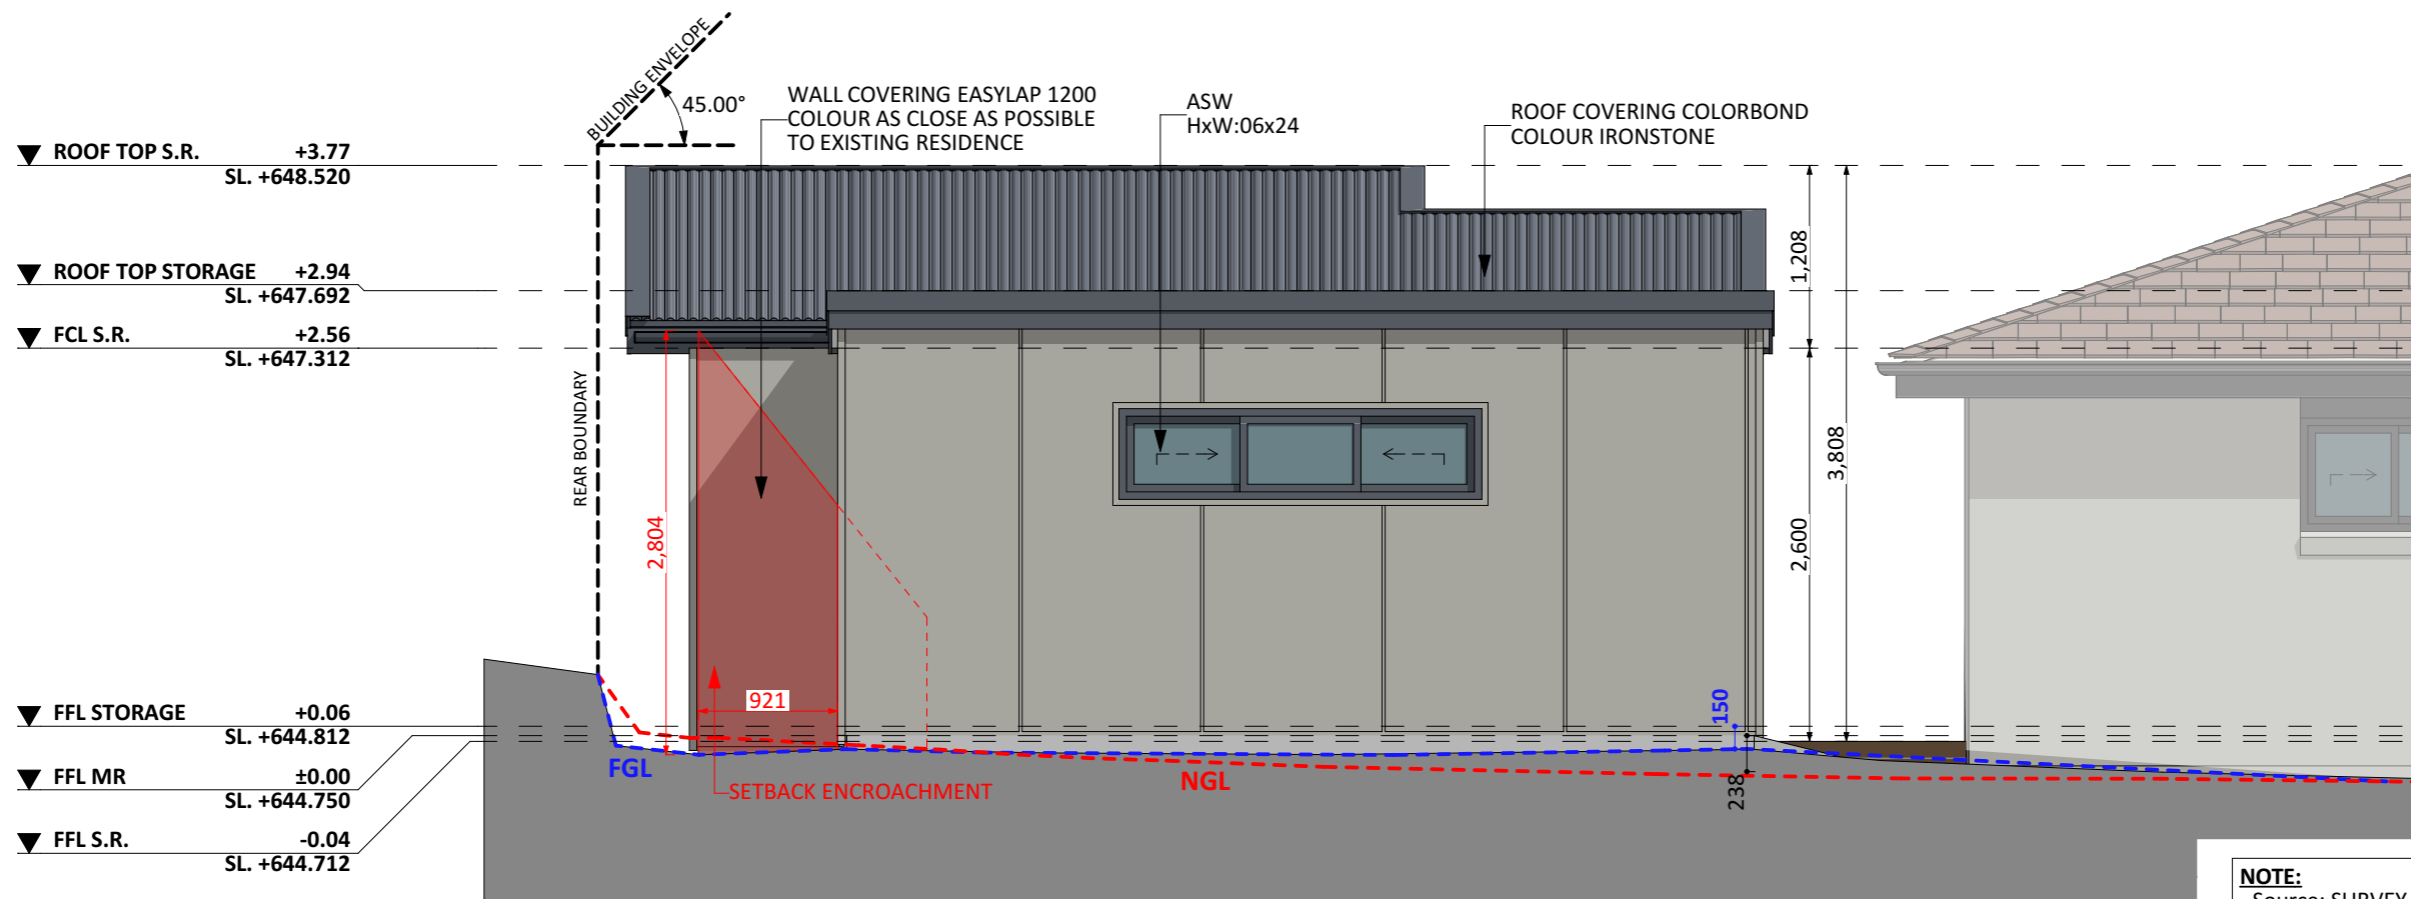 BUILDING ENVELOPE
45.00°
WALL COVERING EASYLAP 1200
COLOUR AS CLOSE AS POSSIBLE
TO EXISTING RESIDENCE
ASW
HxW:06x24
ROOF COVERING COLORBOND
COLOUR IRONSTONE
ROOF TOP S.R. +3.77
SL. +648.520
ROOF TOP STORAGE +2.94
SL. +647.692
FCL S.R. +2.56
SL. +647.312
REAR BOUNDARY
2,804
921
1,208
3,808
2,600
150
238
FFL STORAGE +0.06
SL. +644.812
FFL MR ±0.00
SL. +644.750
FFL S.R. -0.04
SL. +644.712
FGL
SETBACK ENCROACHMENT
NGL
NOTE:
Source: SURVEY